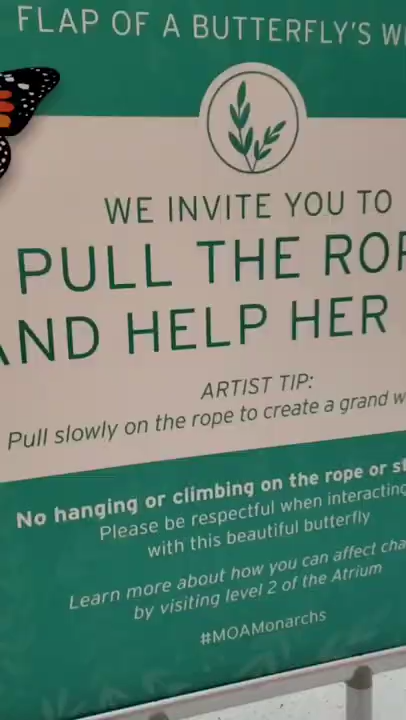 FLAP OF A BUTTERFLY'S
WE INVITE YOU TO
PULL THE
HELP HER
ARTIST TIP:
Pull slowly on the rope to create a grand
No hanging or climbing on the rope or
Please be respectful when interacting
with this beautiful butterfly
Learn more about how you can affect
by visiting level 2 of the Atrium
#MOAMonarchs